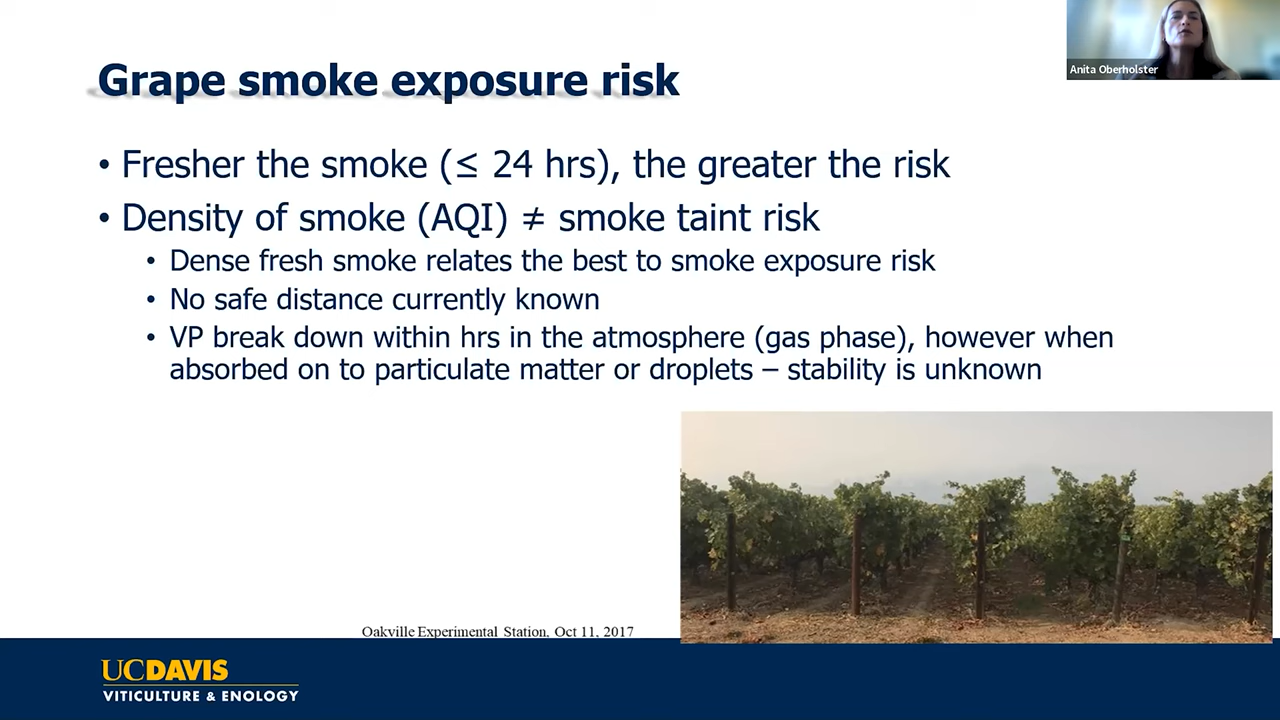 Anita Oberholster
Grape smoke exposure risk
• Fresher the smoke (≤ 24 hrs), the greater the risk
• Density of smoke (AQI) ≠ smoke taint risk
• Dense fresh smoke relates the best to smoke exposure risk
• No safe distance currently known
• VP break down within hrs in the atmosphere (gas phase), however when
absorbed on to particulate matter or droplets – stability is unknown
Oakville Experimental Station, Oct 11, 2017
UCDAVIS
VITICULTURE & ENOLOGY